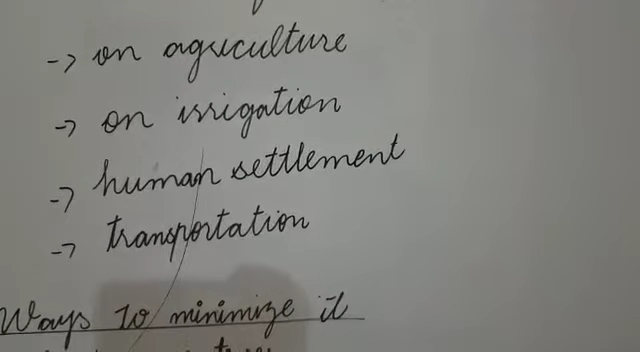 -> on agriculture
-> on irrigation
-> human settlement
-> transportation
Ways to minimize it